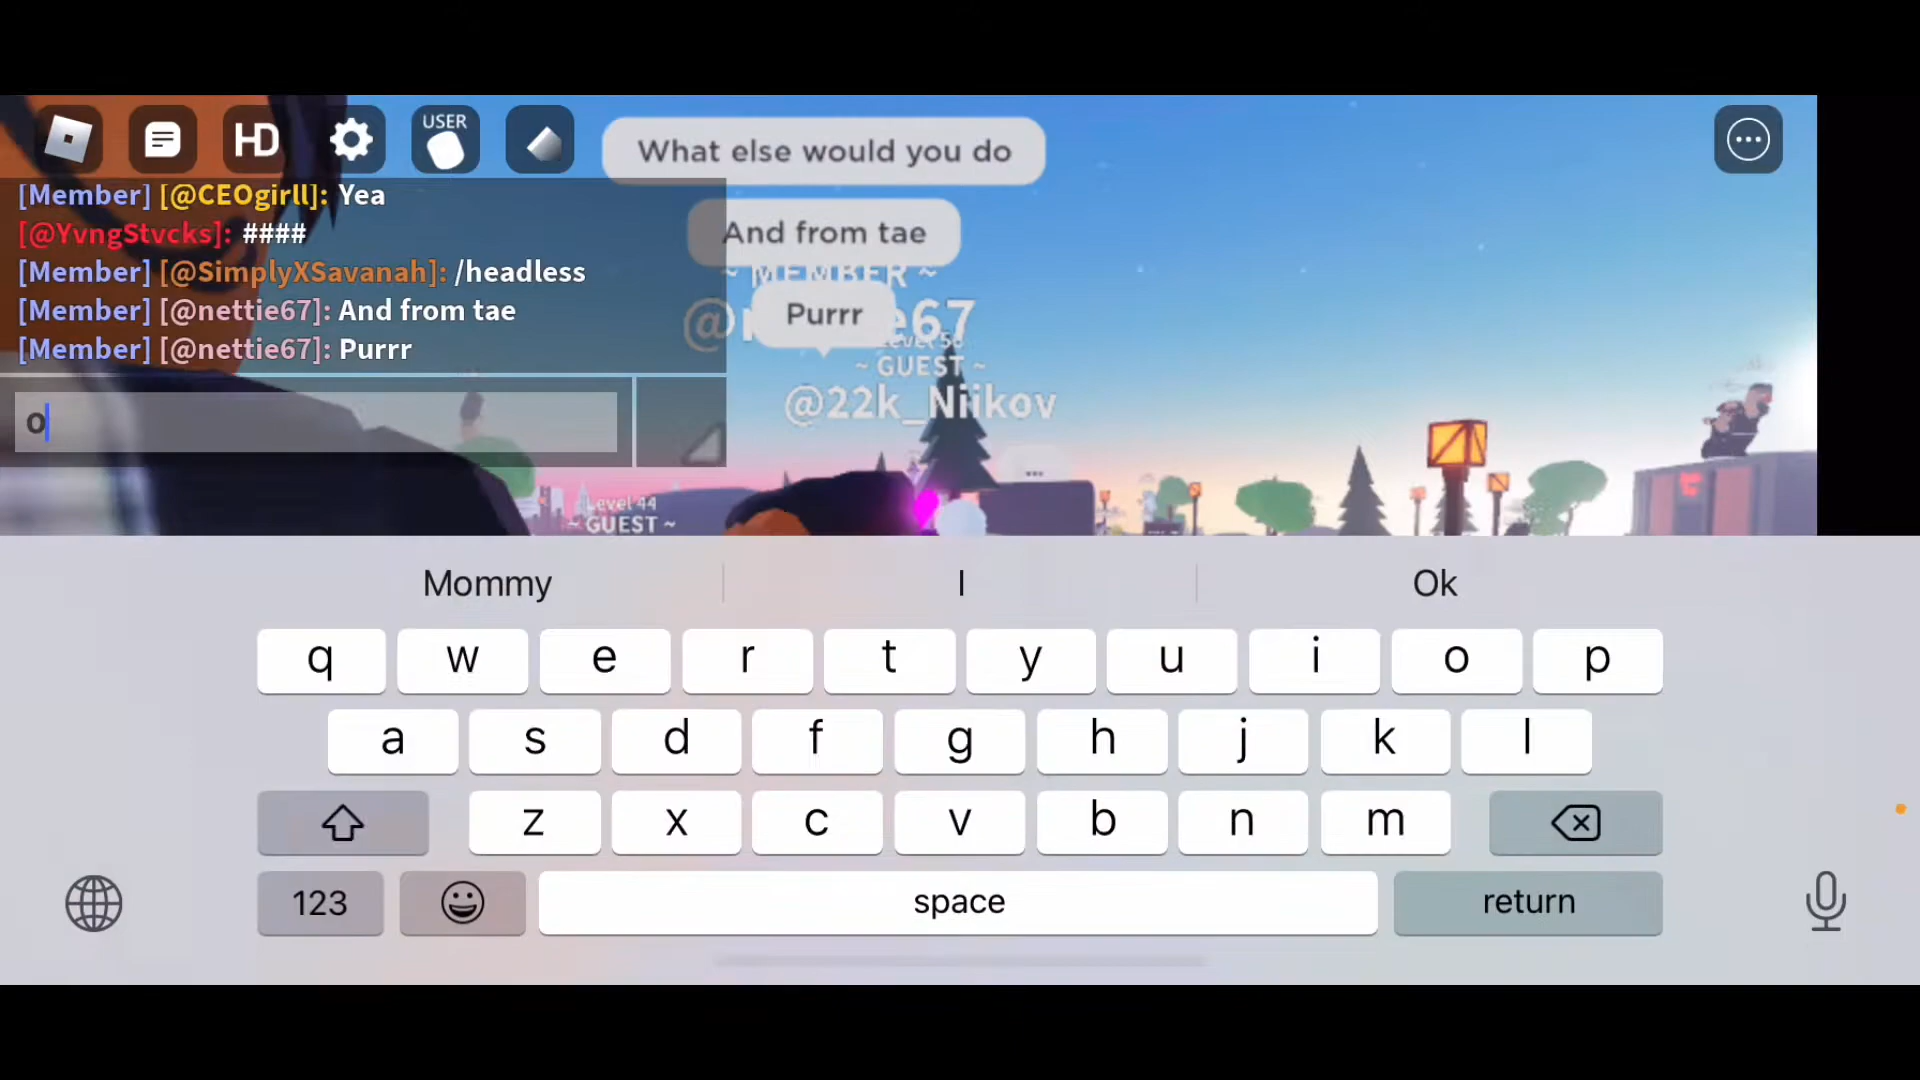 HD
USER
What else would you do
[Member] [@CEOgirll]: Yea
[@YvngStvcks]: ####
And from tae
[Member] [@SimplyXSavanah]: /headless
~ MEMBER ~
[Member] [@nettie67]: And from tae
Purrr
[Member] [@nettie67]: Purrr
~ GUEST ~
@22k_Niikov
o
...
Level 44
~ GUEST ~
Mommy
I
Ok
q w e r t y u i o p
a s d f g h j k l
z x c v b n m
123
space
return